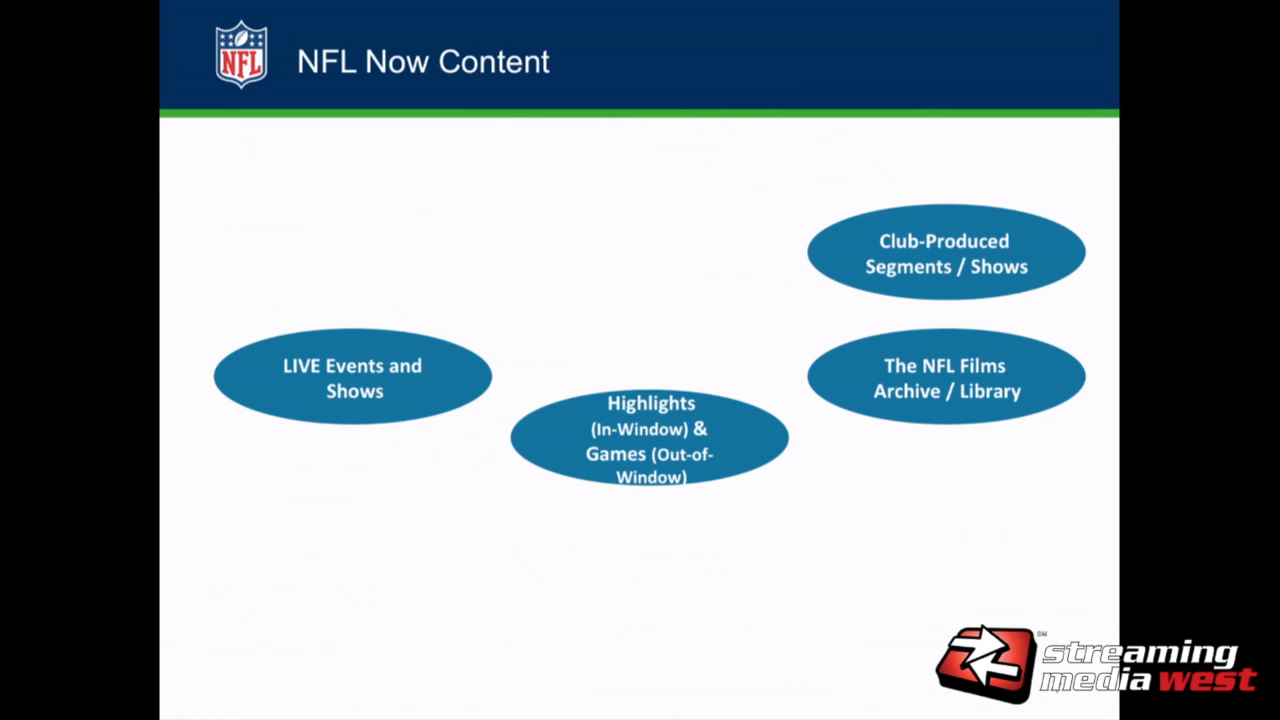 NFL
NFL Now Content
Club-Produced
Segments / Shows
LIVE Events and
Shows
The NFL Films
Archive / Library
Highlights
(In-Window) &
Games (Out-of-
Window)
SM
streaming
media west